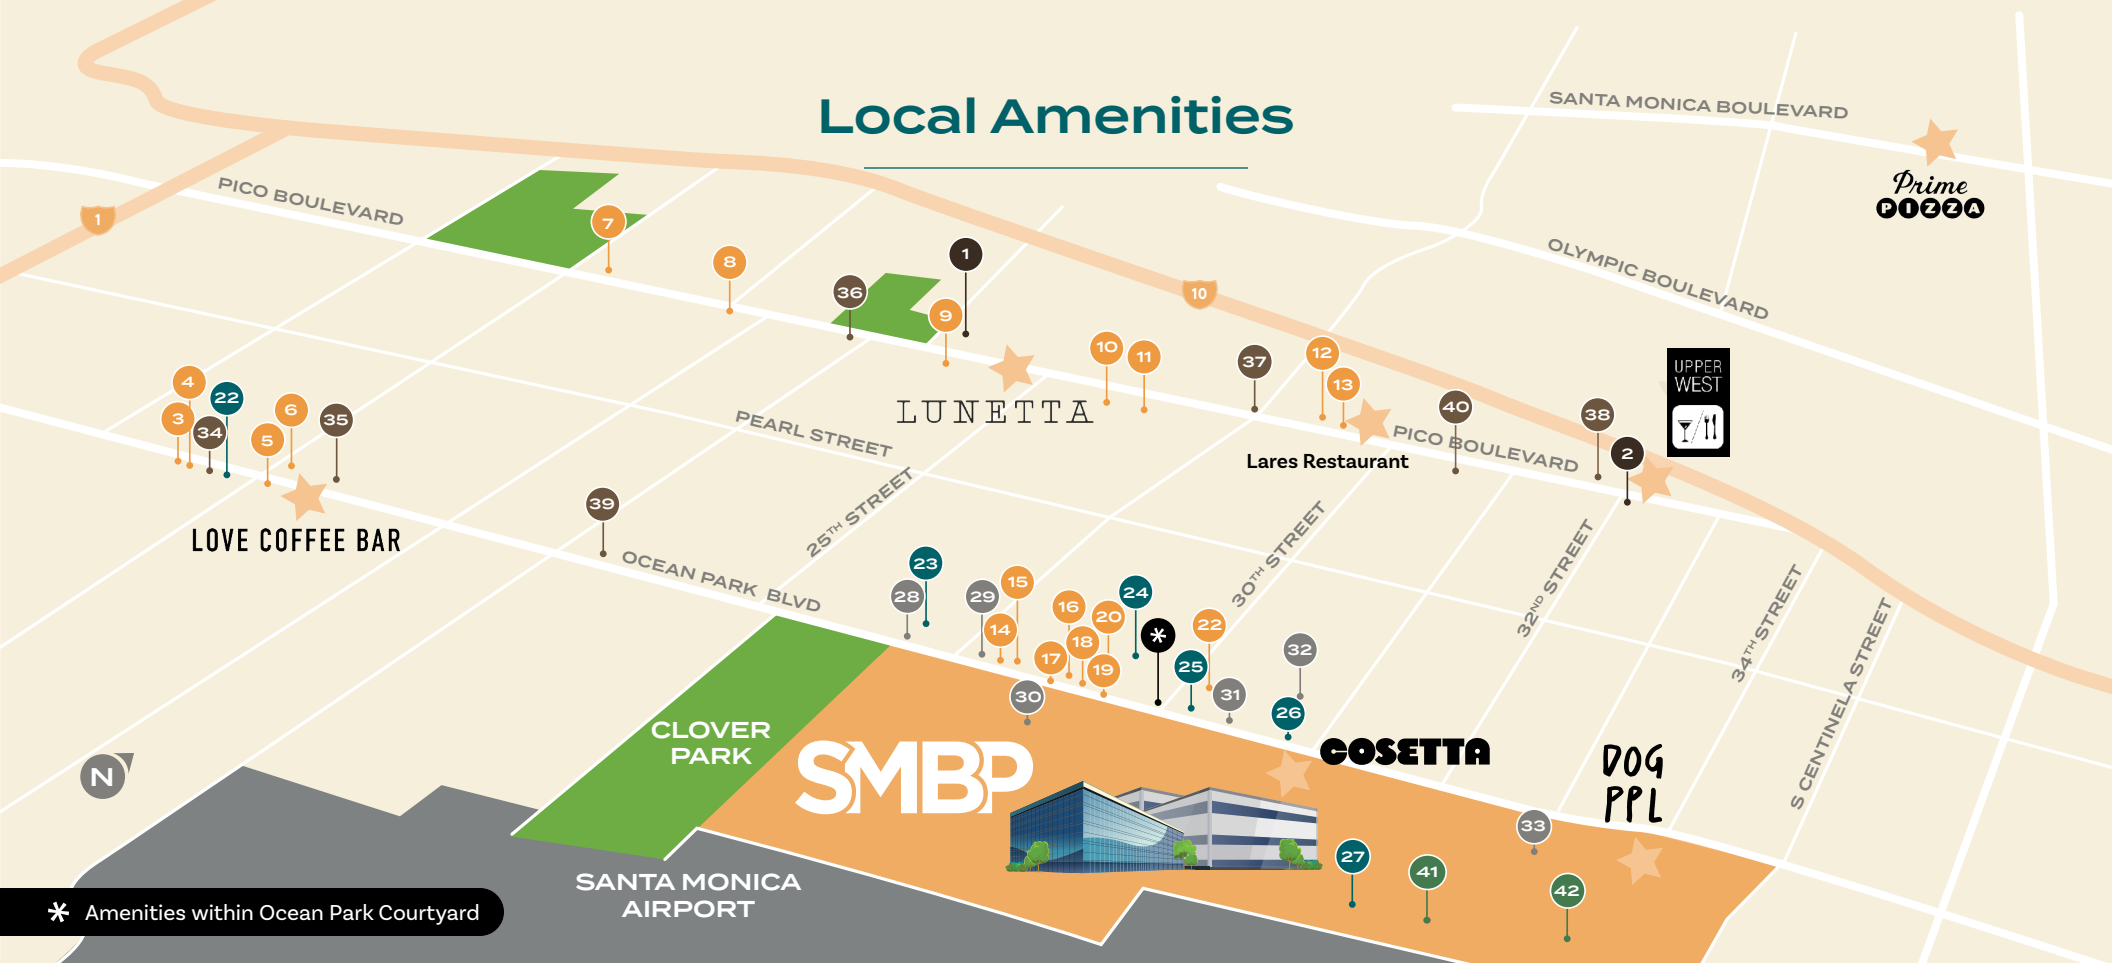 Local Amenities
SANTA MONICA BOULEVARD
Prime
PIZZA
PICO BOULEVARD
1
7
OLYMPIC BOULEVARD
8
1
36
10
9
UPPER
WEST
10
11
37
12
13
4
22
6
3
34
5
35
LUNETTA
40
38
PICO BOULEVARD
2
PEARL STREET
Lares Restaurant
25TH STREET
39
LOVE COFFEE BAR
30TH STREET
32ND STREET
34TH STREET
S CENTINELA STREET
OCEAN PARK BLVD
23
28
29
15
14
16
20
24
*
22
18
17
19
25
32
30
31
26
CLOVER
PARK
SMBP
COSETTA
DOG
PPL
N
33
27
41
42
SANTA MONICA
AIRPORT
* Amenities within Ocean Park Courtyard